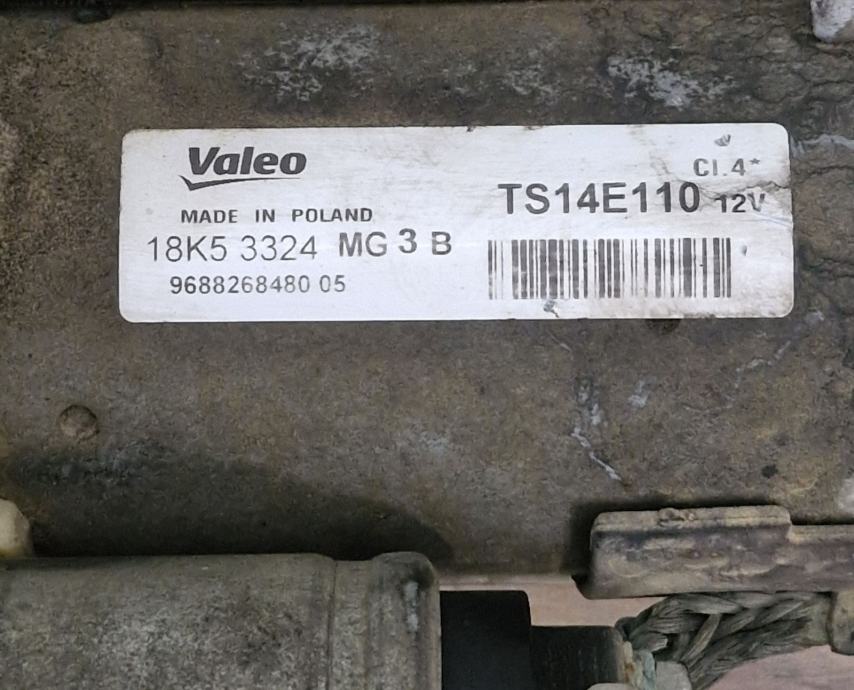 Valeo
Cl.4*
TS14E110 12V
MADE IN POLAND
18K5 3324 MG 3 B
9688268480 05